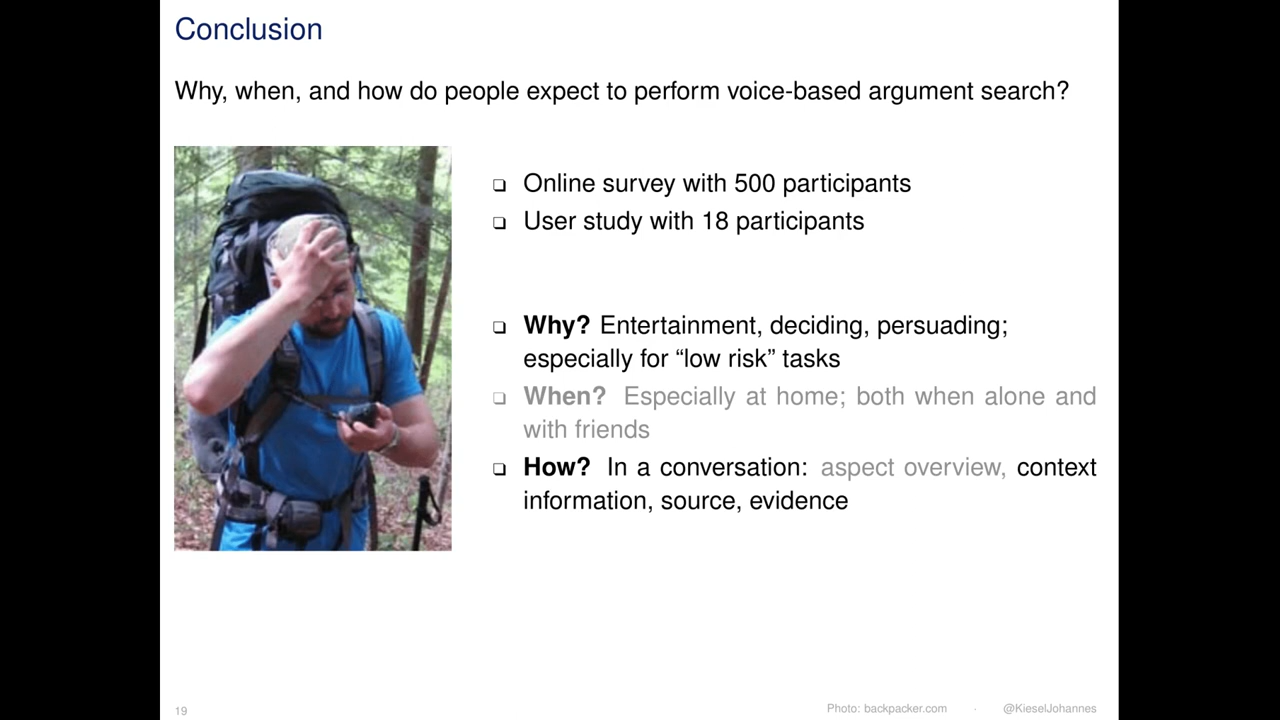 Conclusion
Why, when, and how do people expect to perform voice-based argument search?
❏ Online survey with 500 participants
❏ User study with 18 participants
❏ Why? Entertainment, deciding, persuading;
especially for “low risk” tasks
❏ When? Especially at home; both when alone and
with friends
❏ How? In a conversation: aspect overview, context
information, source, evidence
19
Photo: backpacker.com · @KieselJohannes